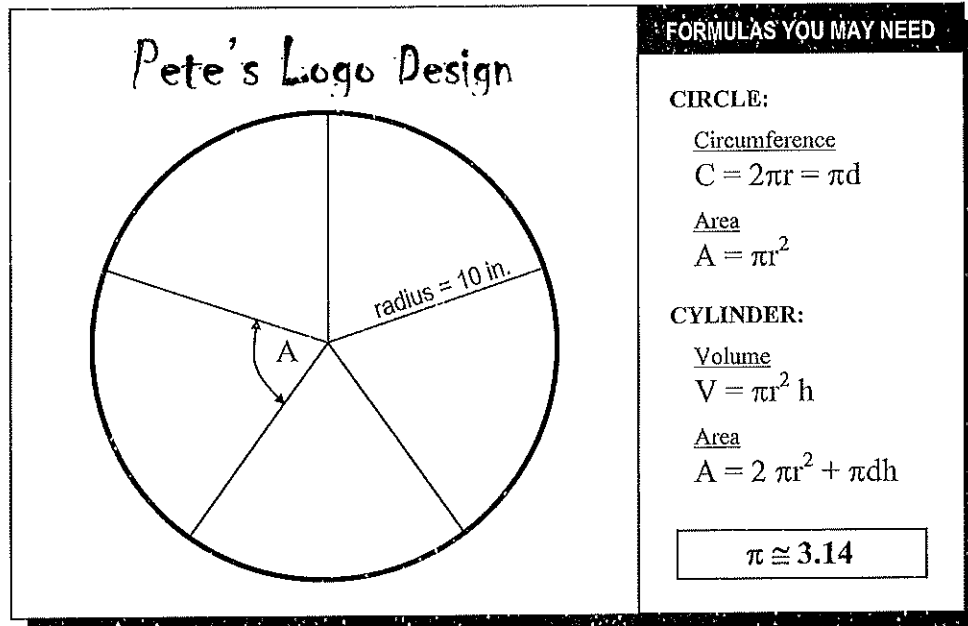 Pete's Logo Design
radius = 10 in.
A
FORMULAS YOU MAY NEED
CIRCLE:
Circumference
C = 2πr = πd
Area
A = πr²
CYLINDER:
Volume
V = πr² h
Area
A = 2 πr² + πdh
π ≅ 3.14